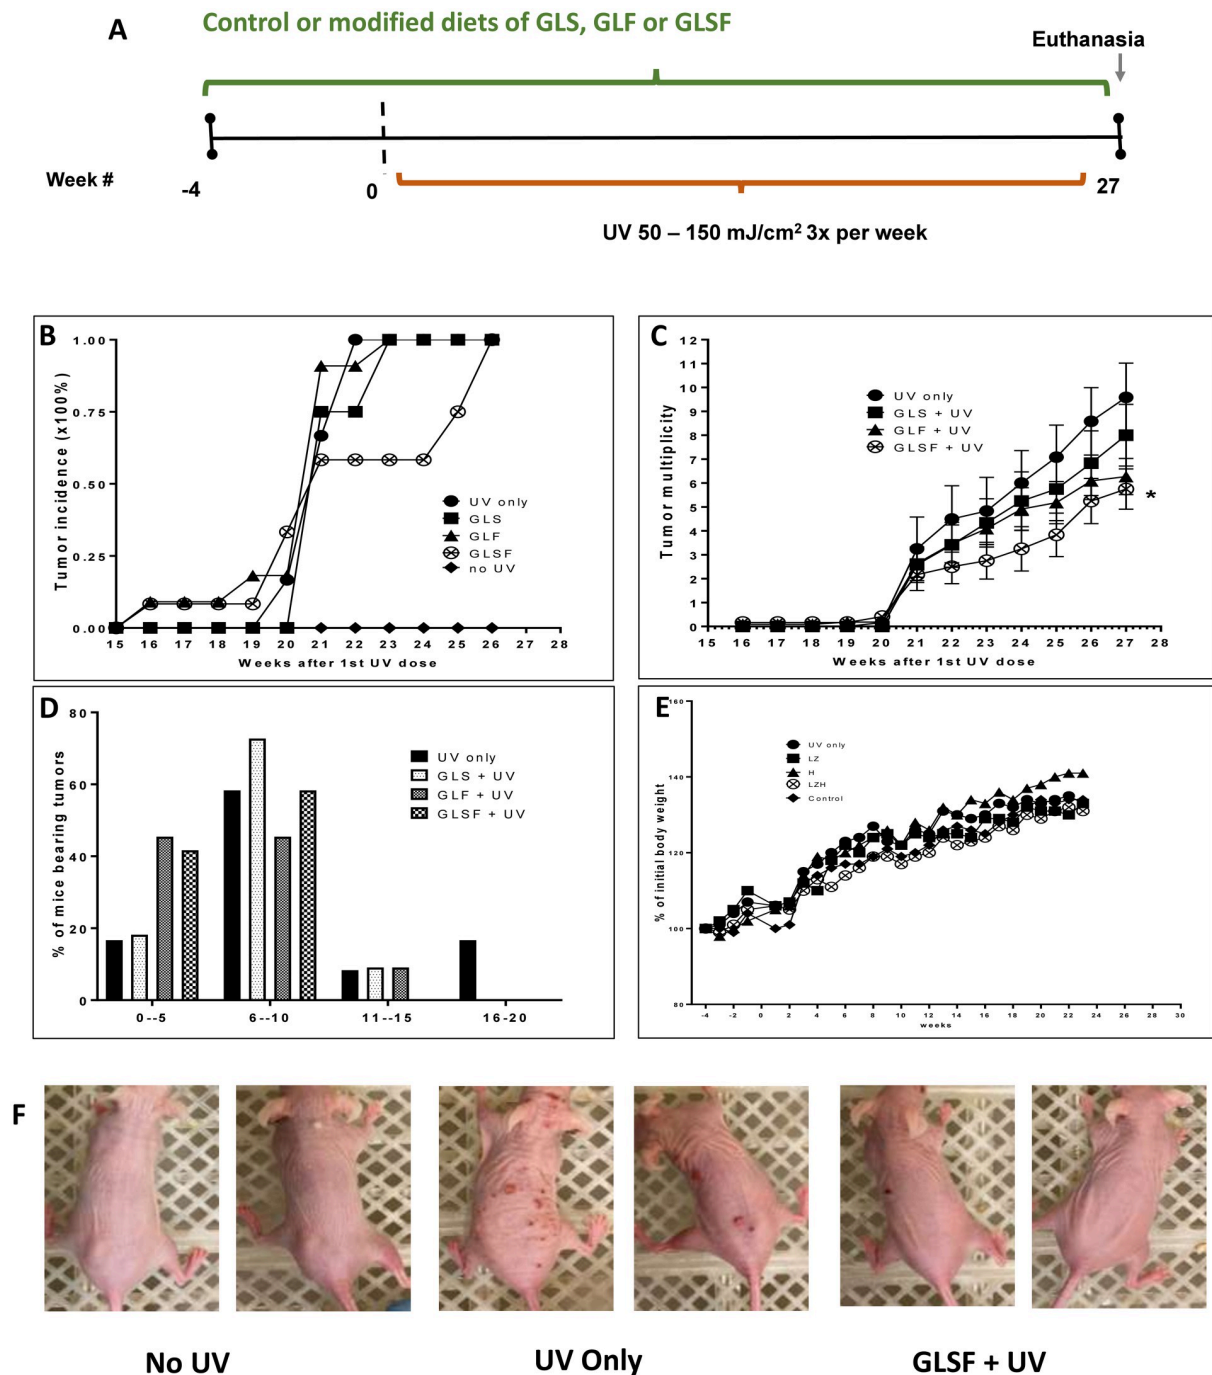 A
Control or modified diets of GLS, GLF or GLSF
Euthanasia
Week #
-4
0
27
UV 50 – 150 mJ/cm² 3x per week
B
Tumor incidence (x100%)
1.00
0.75
0.50
0.25
0.00
UV only
GLS
GLF
GLSF
no UV
15 16 17 18 19 20 21 22 23 24 25 26 27 28
Weeks after 1st UV dose
C
Tumor multiplicity
12
11
10
9
8
7
6
5
4
3
2
1
0
UV only
GLS + UV
GLF + UV
GLSF + UV
*
15 16 17 18 19 20 21 22 23 24 25 26 27 28
Weeks after 1st UV dose
D
% of mice bearing tumors
80
60
40
20
0
UV only
GLS + UV
GLF + UV
GLSF + UV
0--5 6--10 11--15 16-20
E
% of initial body weight
160
140
120
100
80
UV only
LZ
H
LZH
Control
-4 -2 0 2 4 6 8 10 12 14 16 18 20 22 24 26 28 30
weeks
F
No UV
UV Only
GLSF + UV